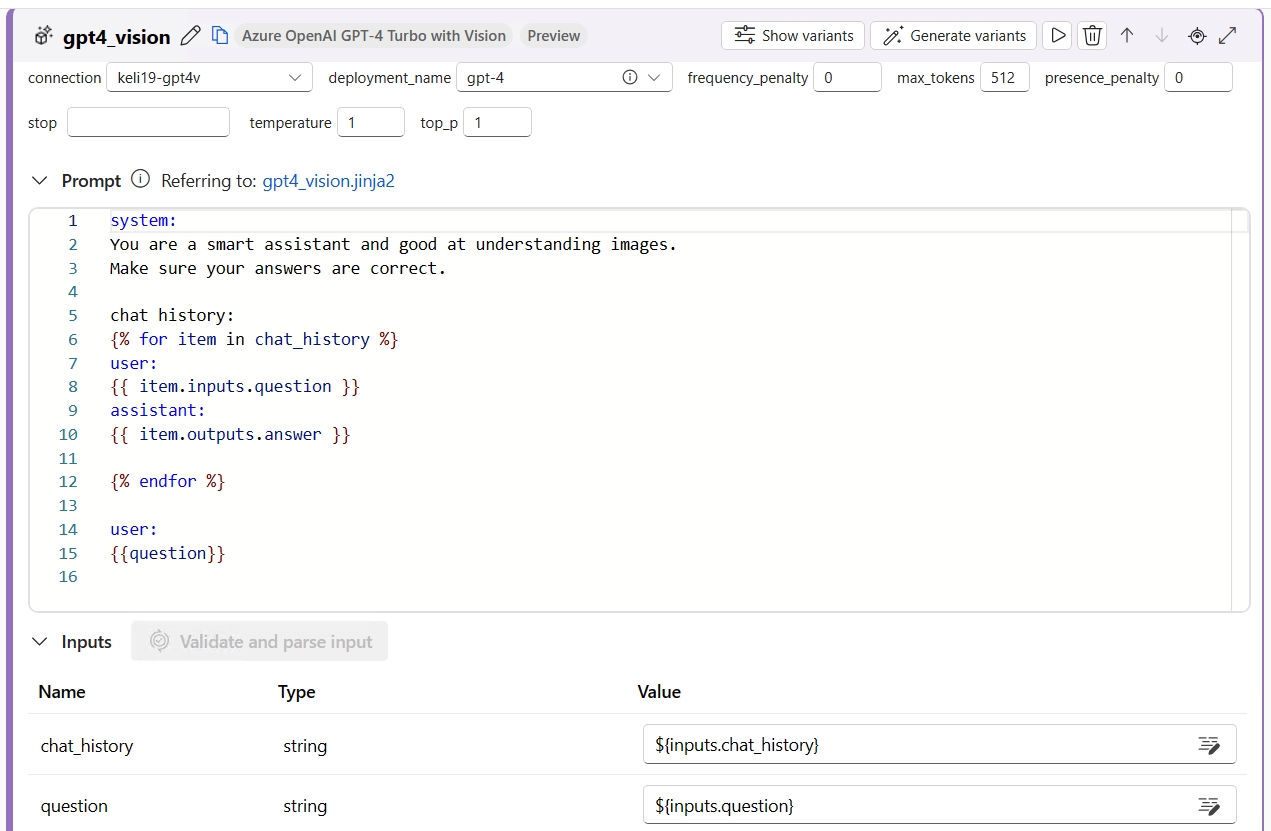 gpt4_vision Azure OpenAI GPT-4 Turbo with Vision Preview Show variants Generate variants
connection keli19-gpt4v deployment_name gpt-4 frequency_penalty 0 max_tokens 512 presence_penalty 0
stop temperature 1 top_p 1
Prompt Referring to: gpt4_vision.jinja2
1 system:
2 You are a smart assistant and good at understanding images.
3 Make sure your answers are correct.
4
5 chat history:
6 {% for item in chat_history %}
7 user:
8 {{ item.inputs.question }}
9 assistant:
10 {{ item.outputs.answer }}
11
12 {% endfor %}
13
14 user:
15 {{question}}
16
Inputs Validate and parse input
Name Type Value
chat_history string ${inputs.chat_history}
question string ${inputs.question}